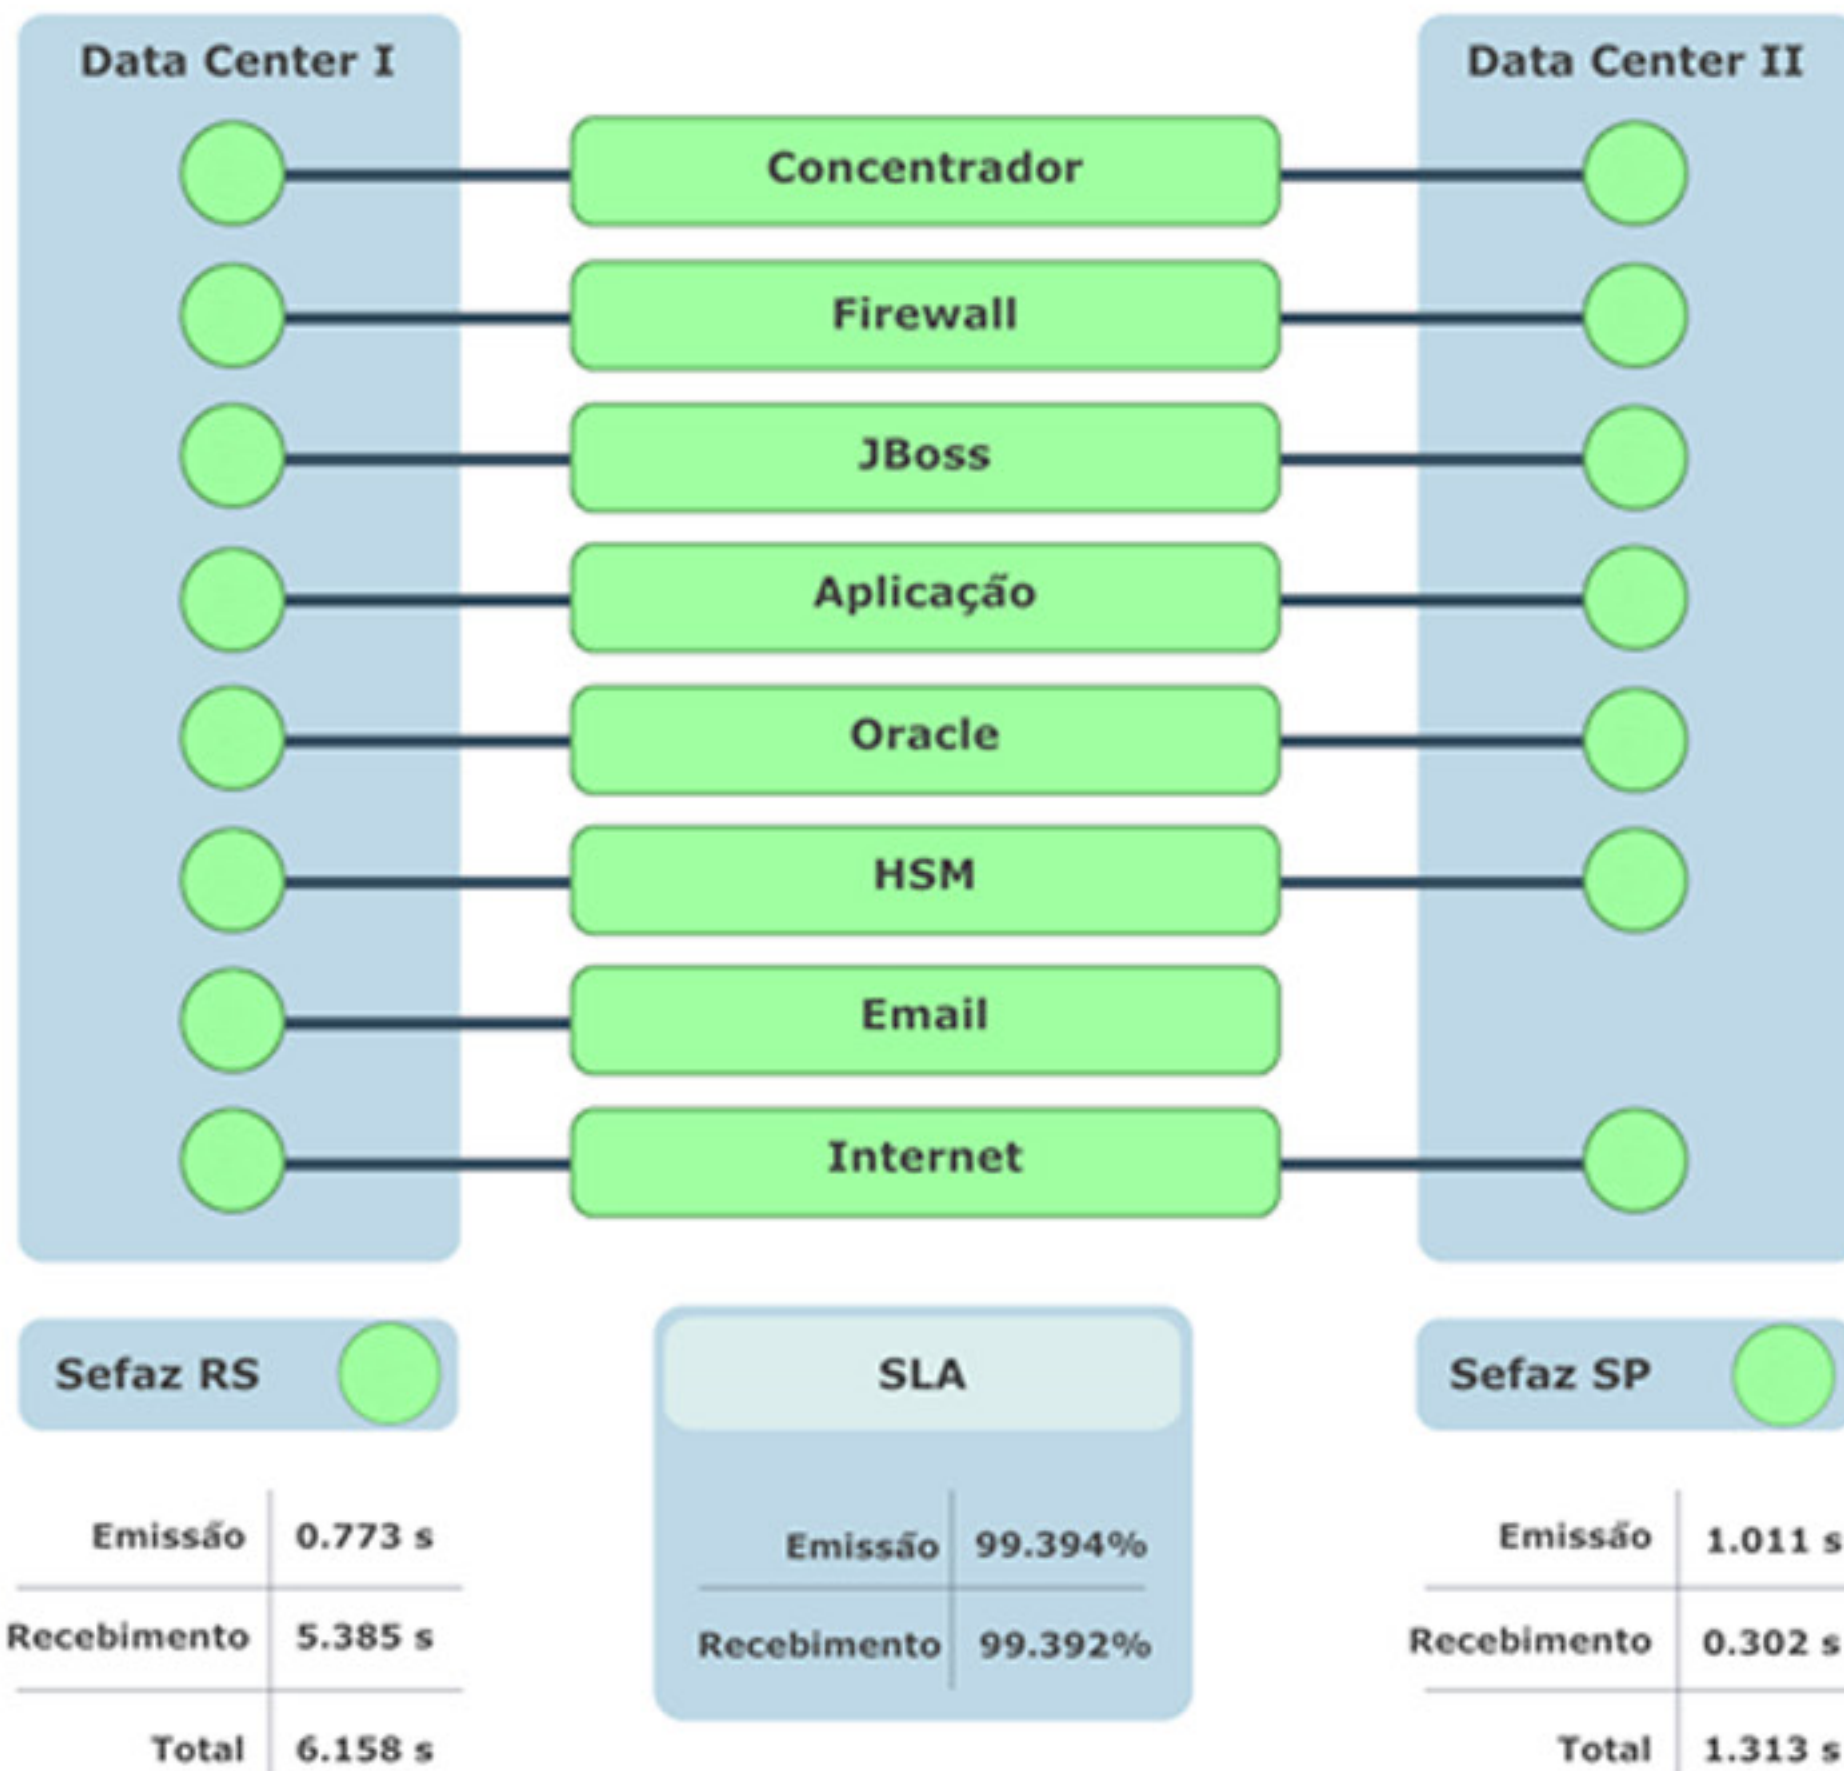 Data Center I
Data Center II
Concentrador
Firewall
JBoss
Aplicação
Oracle
HSM
Email
Internet
Sefaz RS
Emissão 0.773 s
Recebimento 5.385 s
Total 6.158 s
SLA
Emissão 99.394%
Recebimento 99.392%
Sefaz SP
Emissão 1.011 s
Recebimento 0.302 s
Total 1.313 s